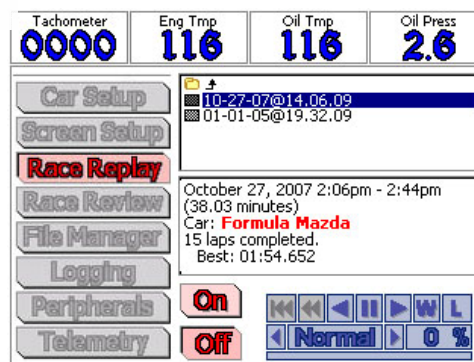 Tachometer
Eng Tmp
Oil Tmp
Oil Press
0000
116
116
2.6
Car Setup
Screen Setup
Race Replay
Race Review
File Manager
Logging
Peripherals
Telemetry
10-27-07@14.06.09
01-01-05@19.32.09
October 27, 2007 2:06pm - 2:44pm
(38.03 minutes)
Car: Formula Mazda
15 laps completed.
Best: 01:54.652
On
Off
W L
Normal
0 %